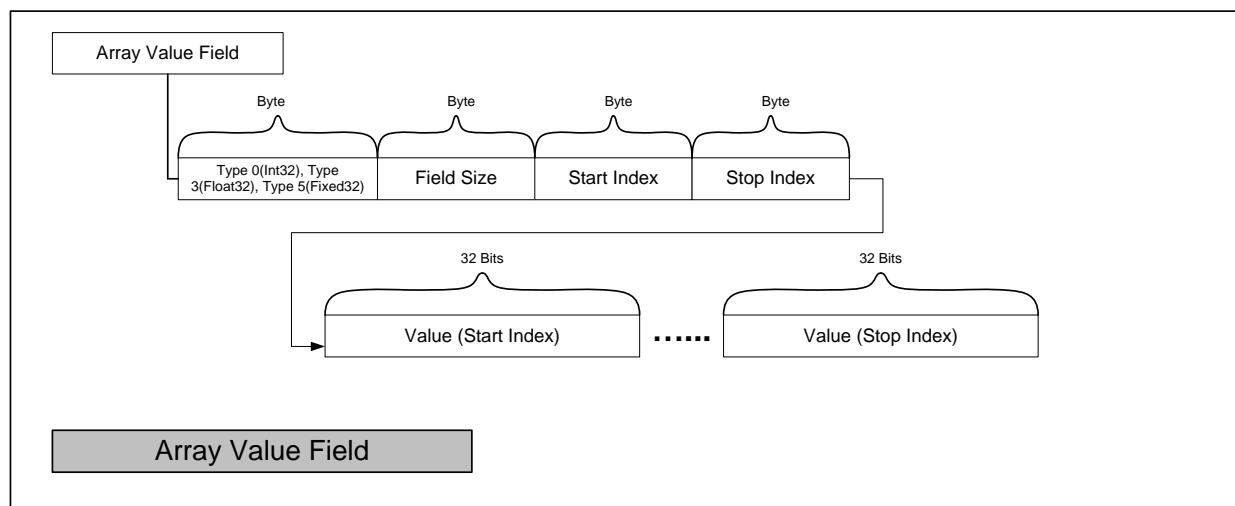 Array Value Field
Byte
Byte
Byte
Byte
Type 0(Int32), Type
3(Float32), Type 5(Fixed32)
Field Size
Start Index
Stop Index
32 Bits
32 Bits
Value (Start Index)
…...
Value (Stop Index)
Array Value Field